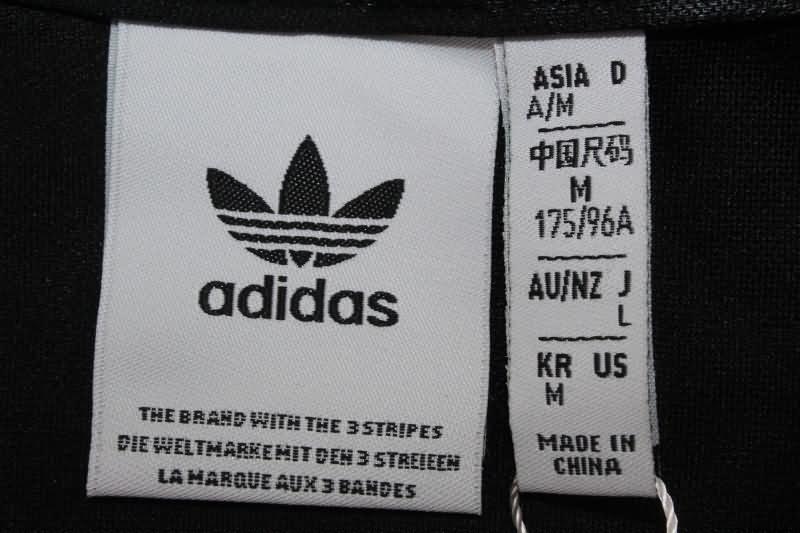 adidas
THE BRAND WITH THE 3 STRIPES
DIE WELTMARKE MIT DEN 3 STREIEEN
LA MARQUE AUX 3 BANDES
ASIA D
A/M
中国尺码
M
175/96A
AU/NZ J
L
KR US
M
MADE IN
CHINA